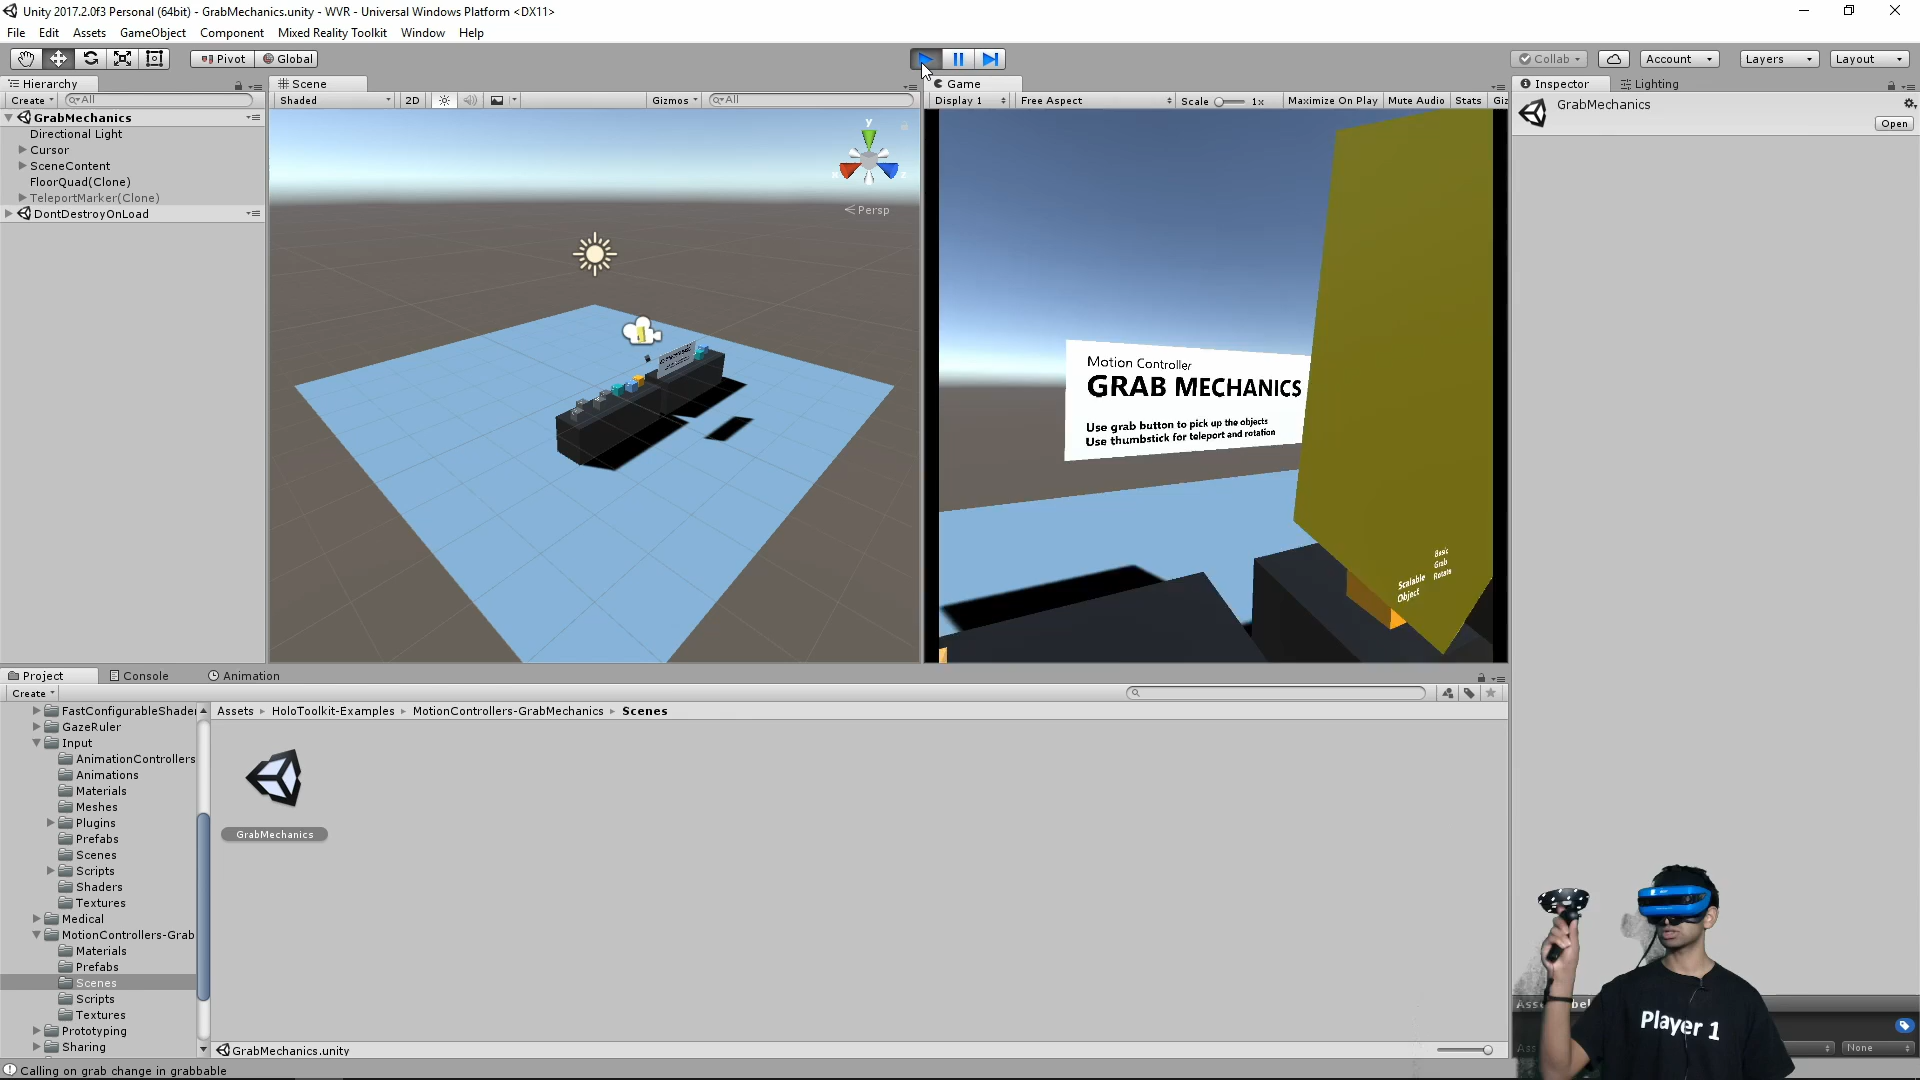 Unity 2017.2.0f3 Personal (64bit) - GrabMechanics.unity - WVR - Universal Windows Platform <DX11>
File Edit Assets GameObject Component Mixed Reality Toolkit Window Help
Pivot Global Collab Account Layers Layout
Hierarchy
Create All
GrabMechanics
Directional Light
Cursor
SceneContent
FloorQuad(Clone)
TeleportMarker(Clone)
DontDestroyOnLoad
Scene
Shaded 2D Gizmos All
y
x z
Persp
Game
Display 1 Free Aspect Scale 1x Maximize On Play Mute Audio Stats Giz
Motion Controller
GRAB MECHANICS
Use grab button to pick up the objects
Use thumbstick for teleport and rotation
Scalable
Object
Basic
Grab
Rotate
Inspector Lighting
GrabMechanics
Open
Project Console Animation
Create
FastConfigurableShader
GazeRuler
Input
AnimationControllers
Animations
Materials
Meshes
Plugins
Prefabs
Scenes
Scripts
Shaders
Textures
Medical
MotionControllers-Grab
Materials
Prefabs
Scenes
Scripts
Textures
Prototyping
Sharing
Assets HoloToolkit-Examples MotionControllers-GrabMechanics Scenes
GrabMechanics
GrabMechanics.unity
Player 1
None
Calling on grab change in grabbable